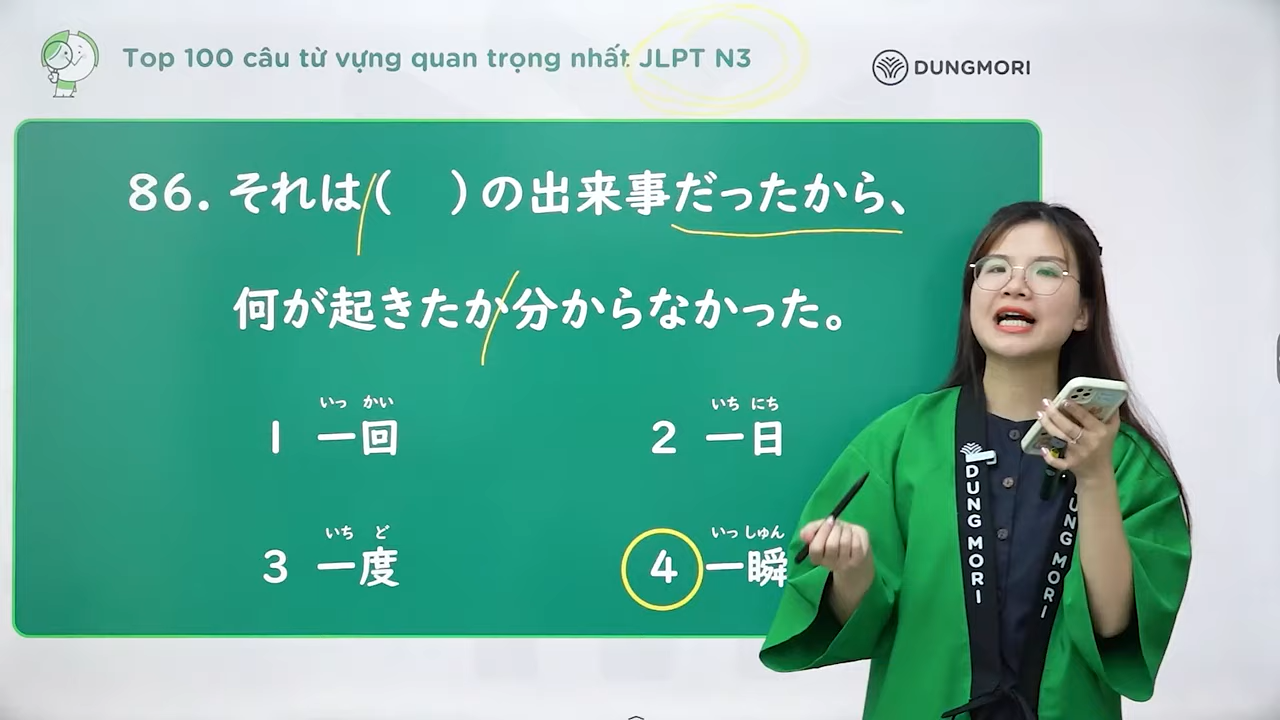 Top 100 câu từ vựng quan trọng nhất JLPT N3
DUNGMORI
86. それは( )の出来事だったから、
何が起きたか分からなかった。
いっ かい
1 一回
いち にち
2 一日
いち ど
3 一度
いっ しゅん
4 一瞬
DUNG MORI
DUNG MORI